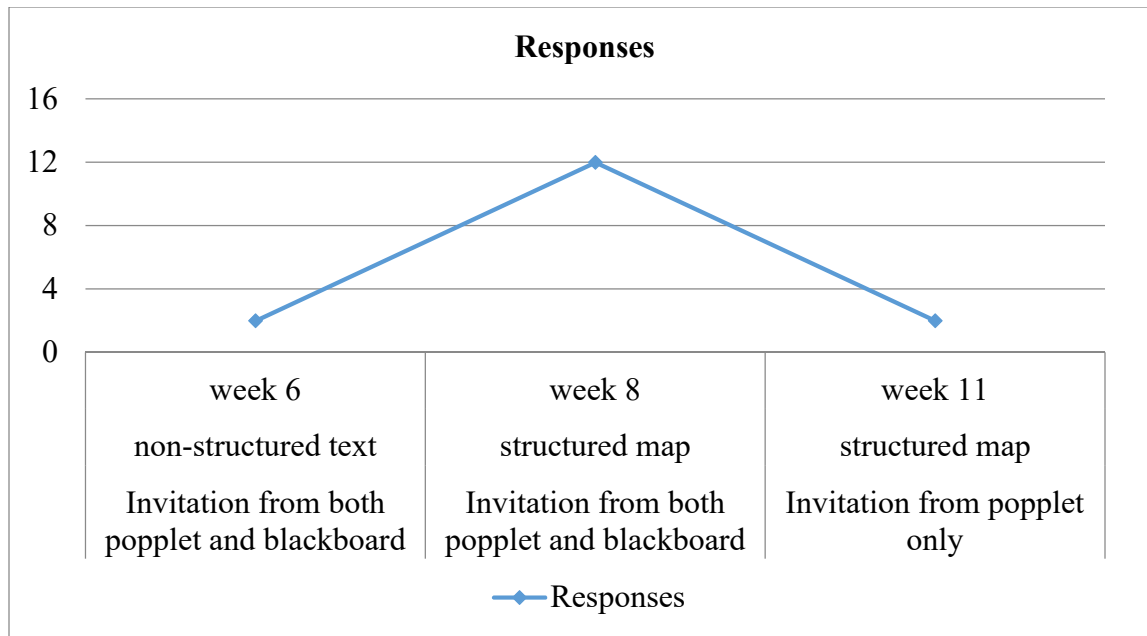 Responses
16
12
8
4
0
week 6 week 8 week 11
non-structured text structured map structured map
Invitation from both Invitation from both Invitation from popplet
popplet and blackboard popplet and blackboard only
Responses